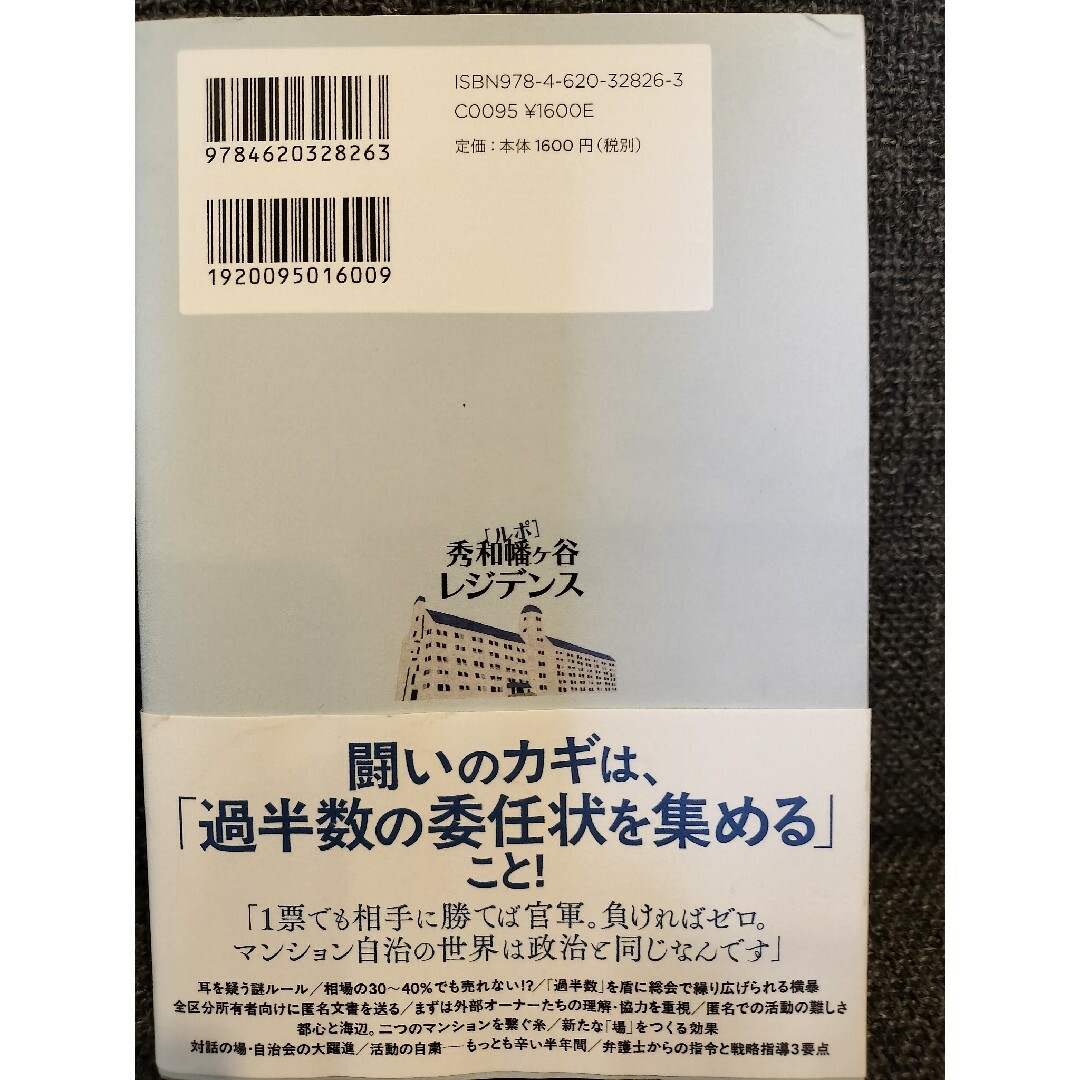 ISBN978-4-620-32826-3
C0095 ¥1600E
定価：本体1600円（税別）
9784620328263
1920095016009
［ルポ］
秀和幡ヶ谷
レジデンス
闘いのカギは、
「過半数の委任状を集める」
こと！
「1票でも相手に勝てば官軍。負ければゼロ。
マンション自治の世界は政治と同じなんです」
耳を疑う謎ルール／相場の30～40%でも売れない!?／「過半数」を盾に総会で繰り広げられる横暴
全区分所有者向けに匿名文書を送る／まずは外部オーナーたちの理解・協力を重視／匿名での活動の難しさ
都心と海辺。二つのマンションを繋ぐ糸／新たな「場」をつくる効果
対話の場・自治会の大躍進／活動の自粛──もっとも辛い半年間／弁護士からの指令と戦略指導3要点